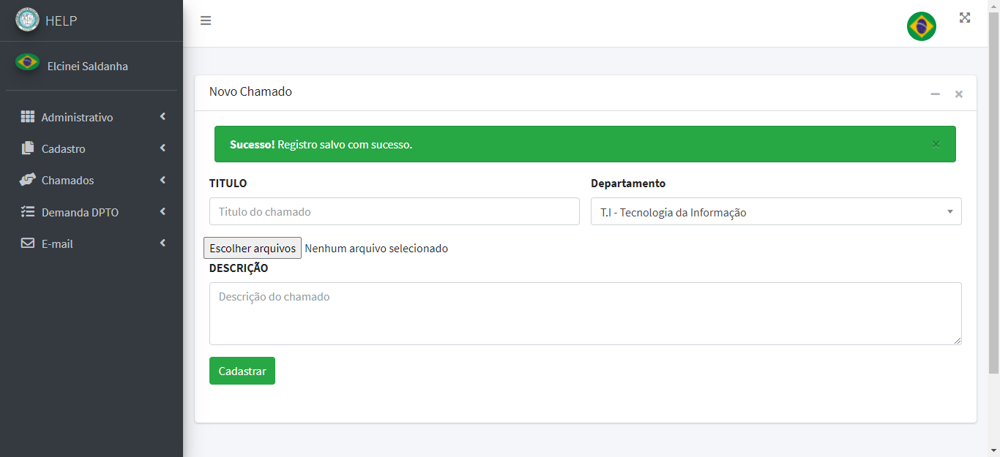 HELP
Elcinei Saldanha
Administrativo
Cadastro
Chamados
Demanda DPTO
E-mail
Novo Chamado
Sucesso! Registro salvo com sucesso.
TITULO
Titulo do chamado
Departamento
T.I - Tecnologia da Informação
Escolher arquivos Nenhum arquivo selecionado
DESCRIÇÃO
Descrição do chamado
Cadastrar